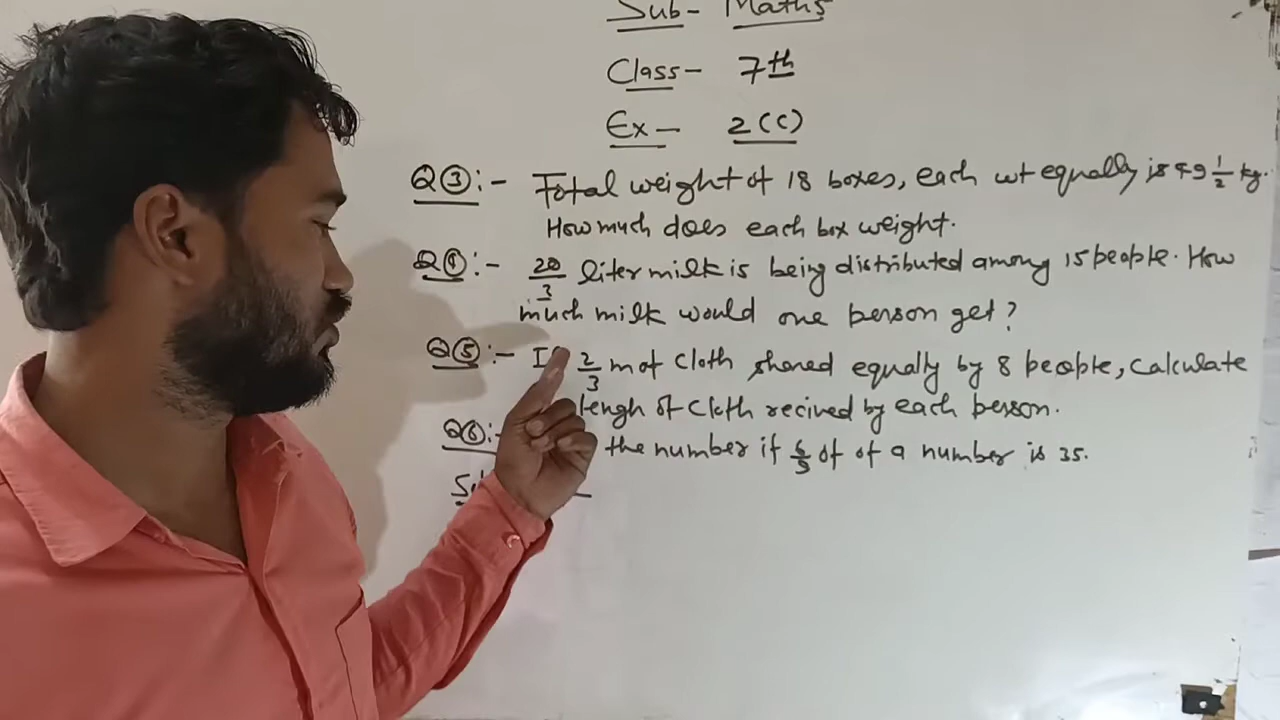 Sub- Maths
Class- 7th
Ex- 2(C)
Q③:- Total weight of 18 boxes, each wt equally is 49 1/2 kg.
How much does each box weight.
Q④:- 20/3 liter milk is being distributed among 15 people. How
much milk would one person get?
Q⑤:- 2/3 m of cloth shared equally by 8 people, calculate
lengh of cloth recived by each person.
Q⑥:- the number if 6/5 of of a number is 35.